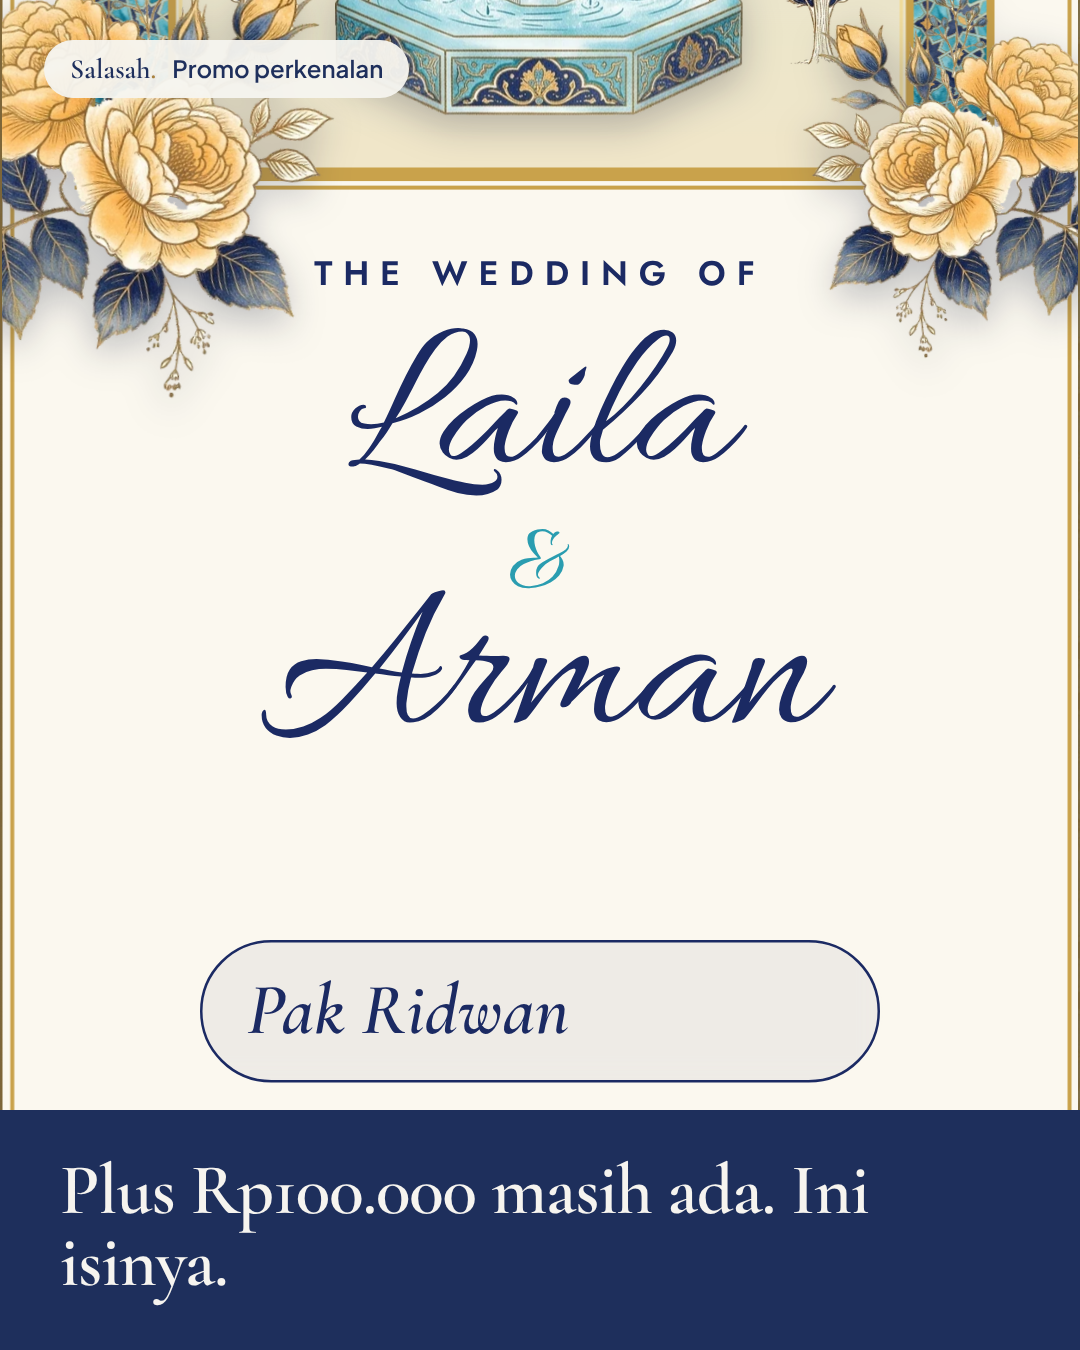 Salasah. Promo perkenalan
THE WEDDING OF
Laila
&
Arman
Pak Ridwan
Plus Rp100.000 masih ada. Ini
isinya.